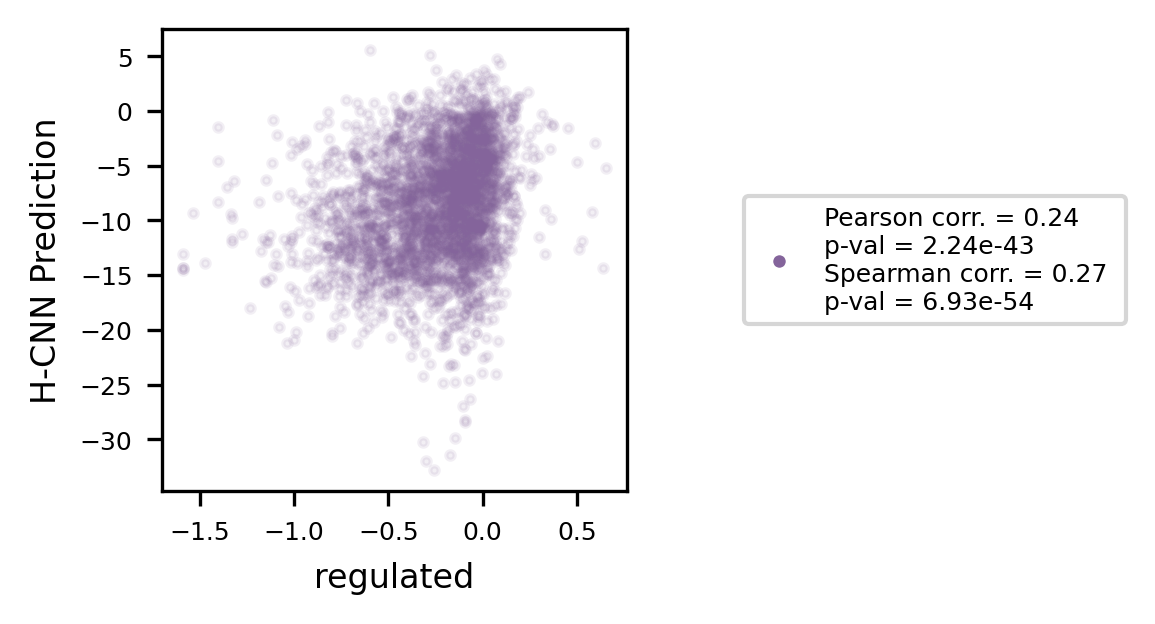 H-CNN Prediction
5
0
−5
−10
−15
−20
−25
−30
−1.5 −1.0 −0.5 0.0 0.5
regulated
Pearson corr. = 0.24
p-val = 2.24e-43
Spearman corr. = 0.27
p-val = 6.93e-54